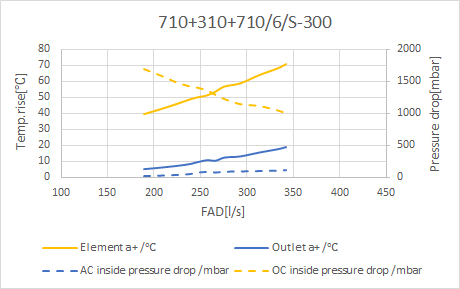 710+310+710/6/S-300
80 2000
70
60 1500
50
40 1000
30
20 500
10
0 0
100 150 200 250 300 350 400 450
Temp.rise[°C]
Pressure drop[mbar]
FAD[l/s]
Element a+ /°C Outlet a+ /°C
AC inside pressure drop /mbar OC inside pressure drop /mbar